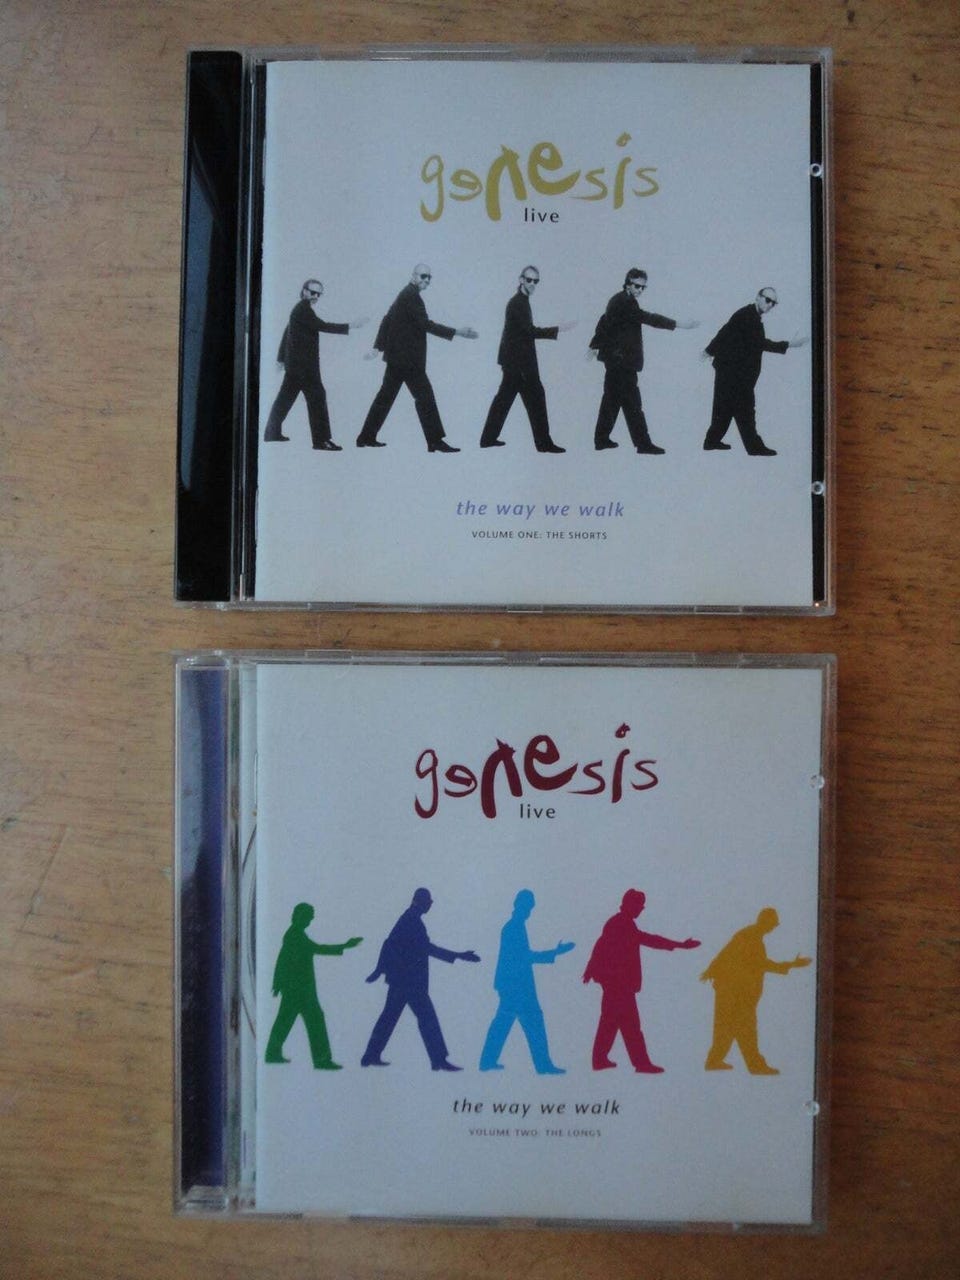 genesis
live
the way we walk
VOLUME ONE: THE SHORTS
genesis
live
the way we walk
VOLUME TWO: THE LONGS